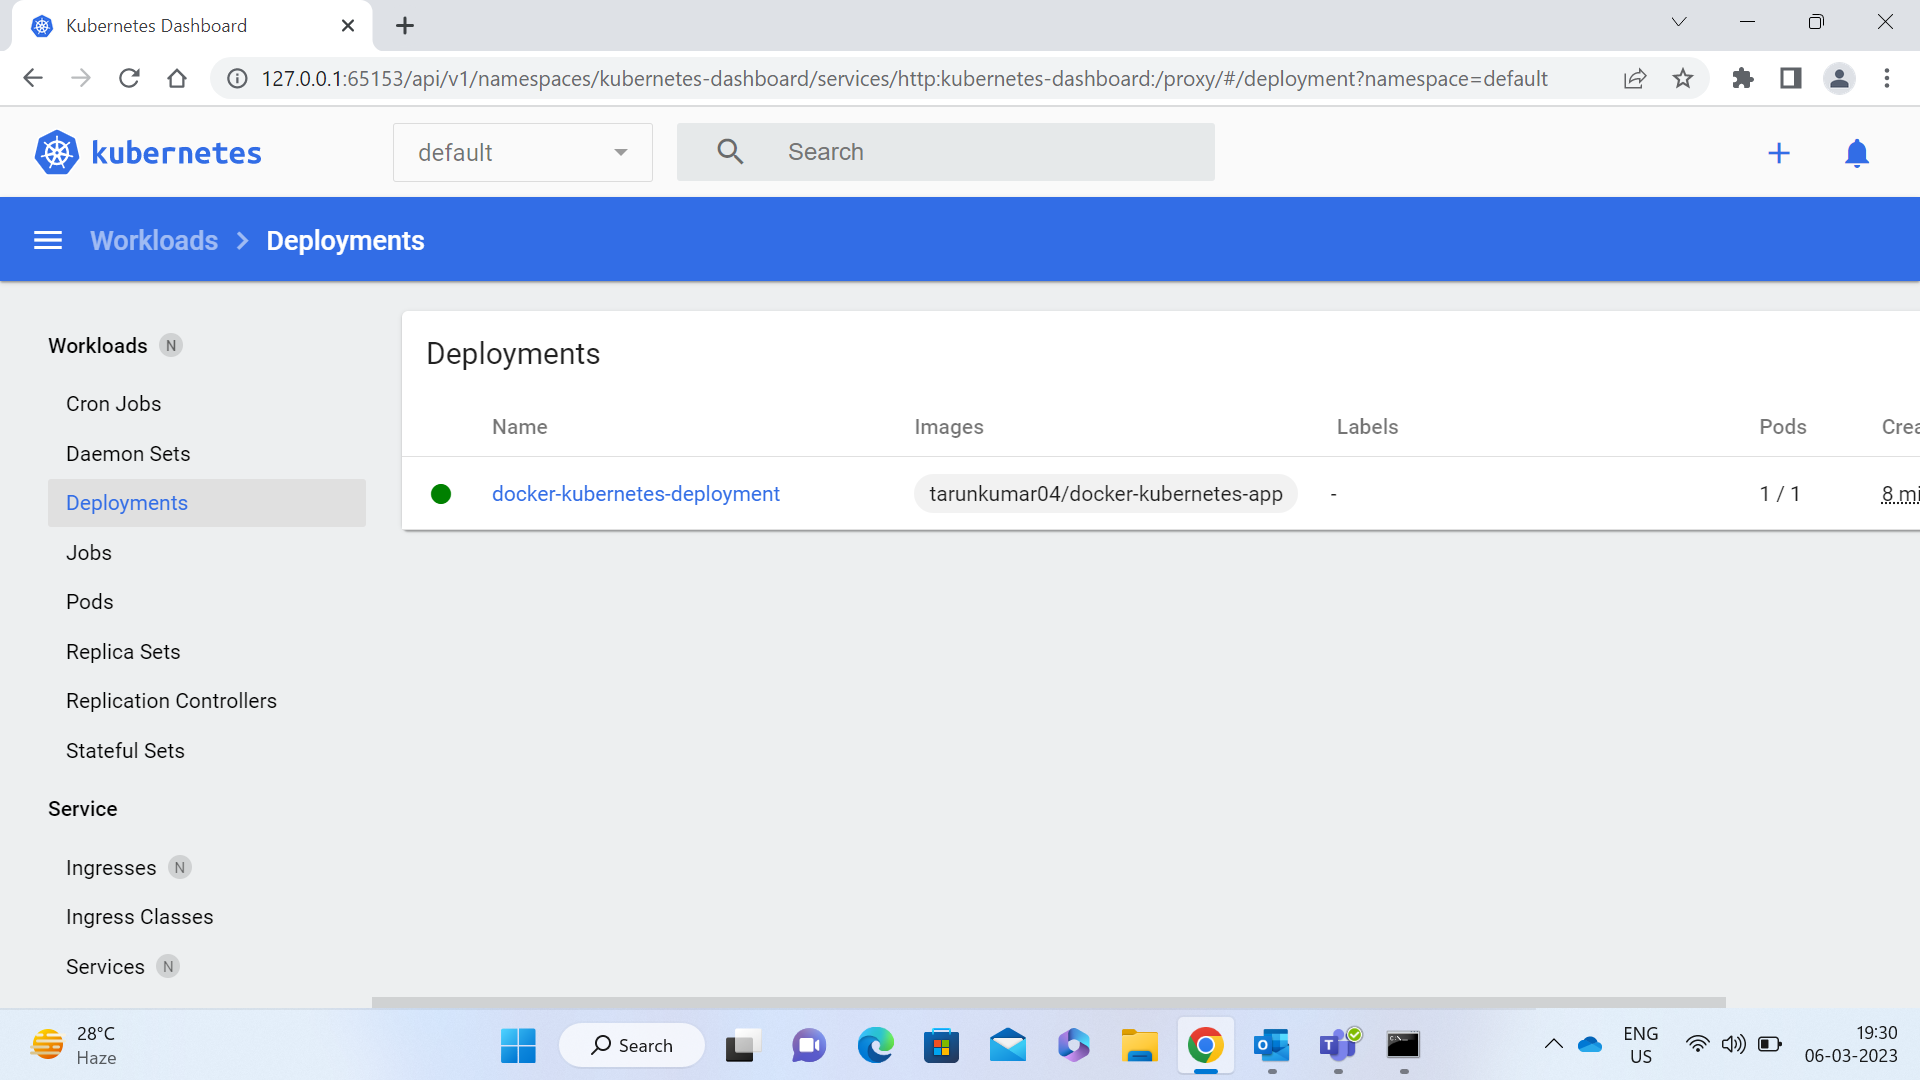 Kubernetes Dashboard
127.0.0.1:65153/api/v1/namespaces/kubernetes-dashboard/services/http:kubernetes-dashboard:/proxy/#/deployment?namespace=default
kubernetes
default
Search
Workloads
Deployments
Workloads N
Cron Jobs
Daemon Sets
Deployments
Jobs
Pods
Replica Sets
Replication Controllers
Stateful Sets
Service
Ingresses N
Ingress Classes
Services N
Deployments
Name Images Labels Pods Crea
docker-kubernetes-deployment tarunkumar04/docker-kubernetes-app - 1 / 1 8 mi
28°C
Haze
Search
ENG
US
19:30
06-03-2023